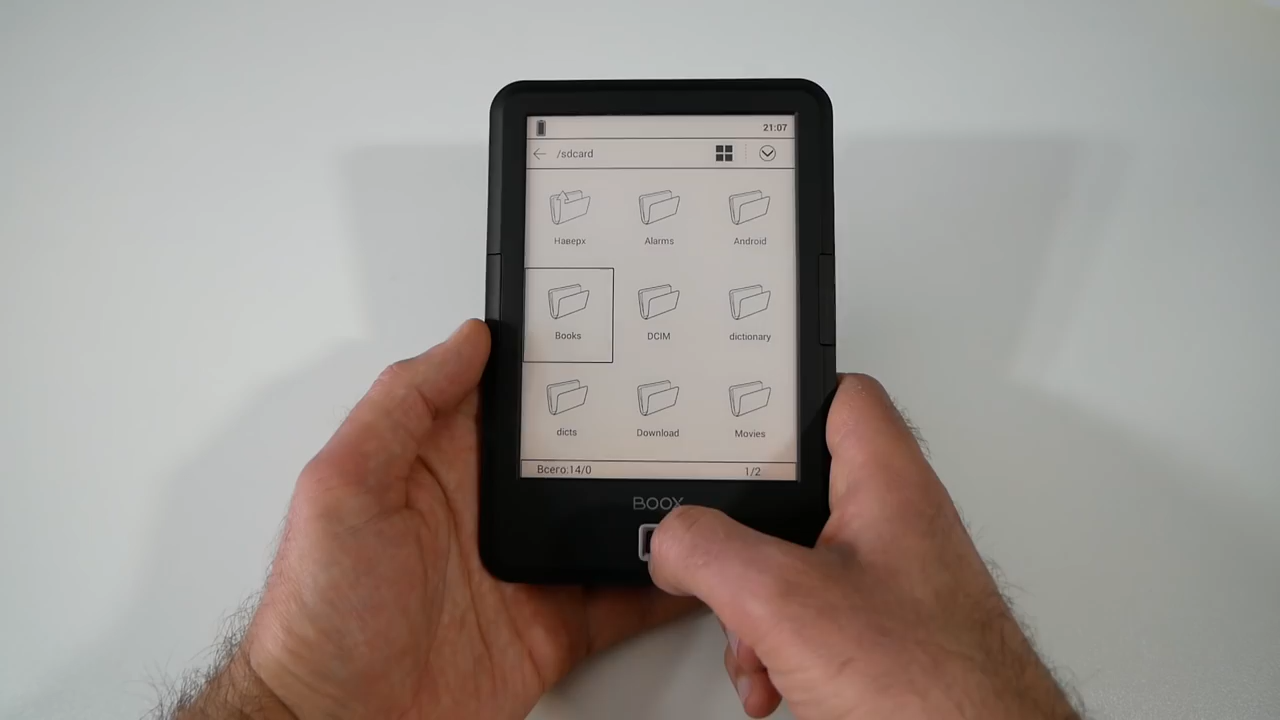 21:07
/sdcard
Наверх
Alarms
Android
Books
DCIM
dictionary
dicts
Download
Movies
Всего:14/0
1/2
BOOX